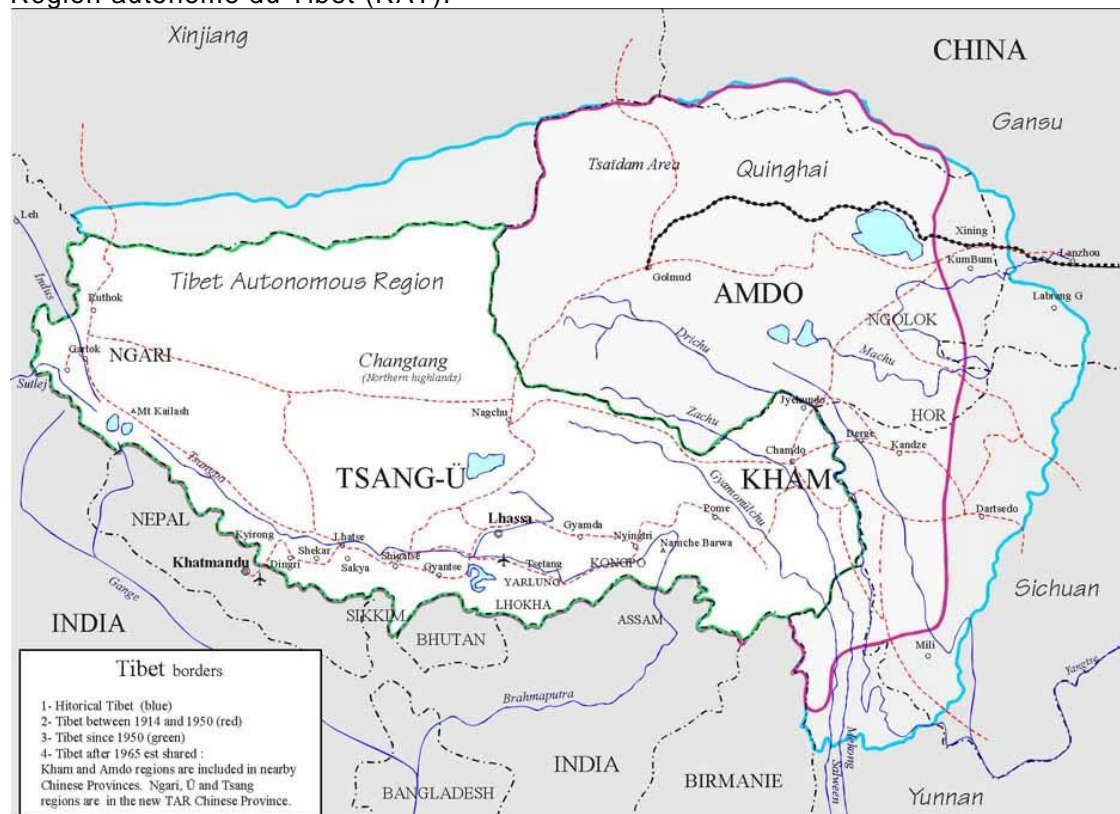 Région autonome du Tibet (RAT).
Xinjiang
CHINA
Gansu
Tsaïdam Area
Quinghai
Leh
Xining
Lanzhou
KumBum
Golmud
Indus
Tibet Autonomous Region
AMDO
Labrang G
Ruthok
NGOLOK
Drichu
Machu
Garlok
NGARI
Changtang
(Northern highlands)
Sutlej
Mt Kailash
Nagchu
Zachu
Jyekundo
HOR
Derge
Kandze
Chamdo
Tsangpo
TSANG-Ü
KHAM
Gyamomülchu
Dartsedo
NEPAL
Lhassa
Pome
Kyirong
Lhatse
Gyamda
Nyingtri
Shekar
Namche Barwa
Khatmandu
Dingri
Sakya
Shigatse
Gyantse
Tsetang
KONGPO
YARLUNG
Sichuan
Gange
LHOKHA
INDIA
SIKKIM
BHUTAN
ASSAM
Mili
Yangtse
Brahmaputra
Tibet borders
1- Hitorical Tibet (blue)
2- Tibet between 1914 and 1950 (red)
3- Tibet since 1950 (green)
4- Tibet after 1965 est shared :
Kham and Amdo regions are included in nearby
Chinese Provinces. Ngari, Ü and Tsang
regions are in the new TAR Chinese Province.
INDIA
BIRMANIE
Mekong
Salween
BANGLADESH
Yunnan